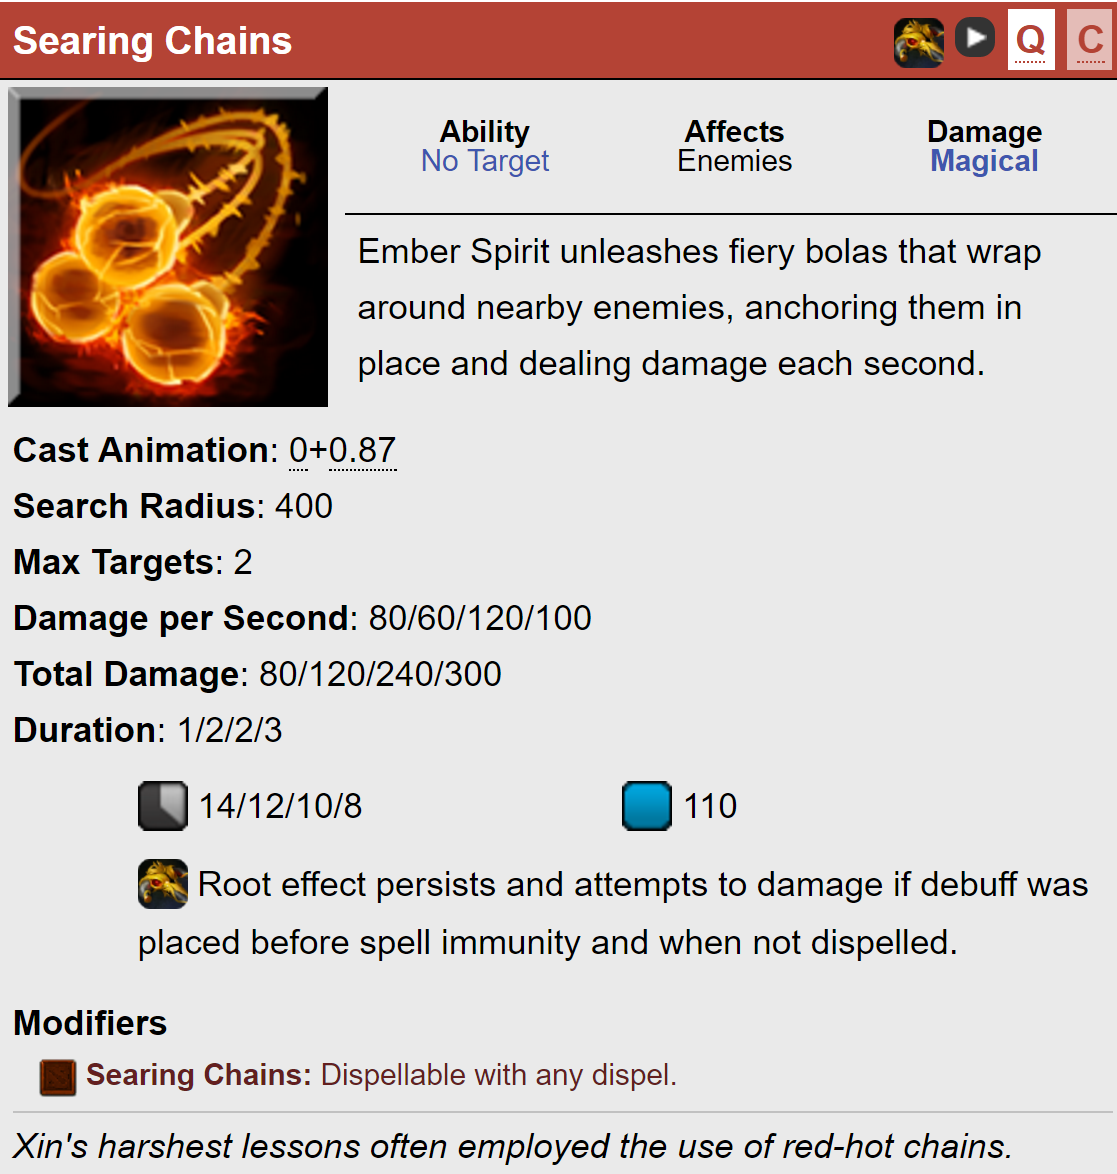 Searing Chains
Q C
Ability Affects Damage
No Target Enemies Magical
Ember Spirit unleashes fiery bolas that wrap
around nearby enemies, anchoring them in
place and dealing damage each second.
Cast Animation: 0+0.87
Search Radius: 400
Max Targets: 2
Damage per Second: 80/60/120/100
Total Damage: 80/120/240/300
Duration: 1/2/2/3
14/12/10/8 110
Root effect persists and attempts to damage if debuff was
placed before spell immunity and when not dispelled.
Modifiers
Searing Chains: Dispellable with any dispel.
Xin's harshest lessons often employed the use of red-hot chains.